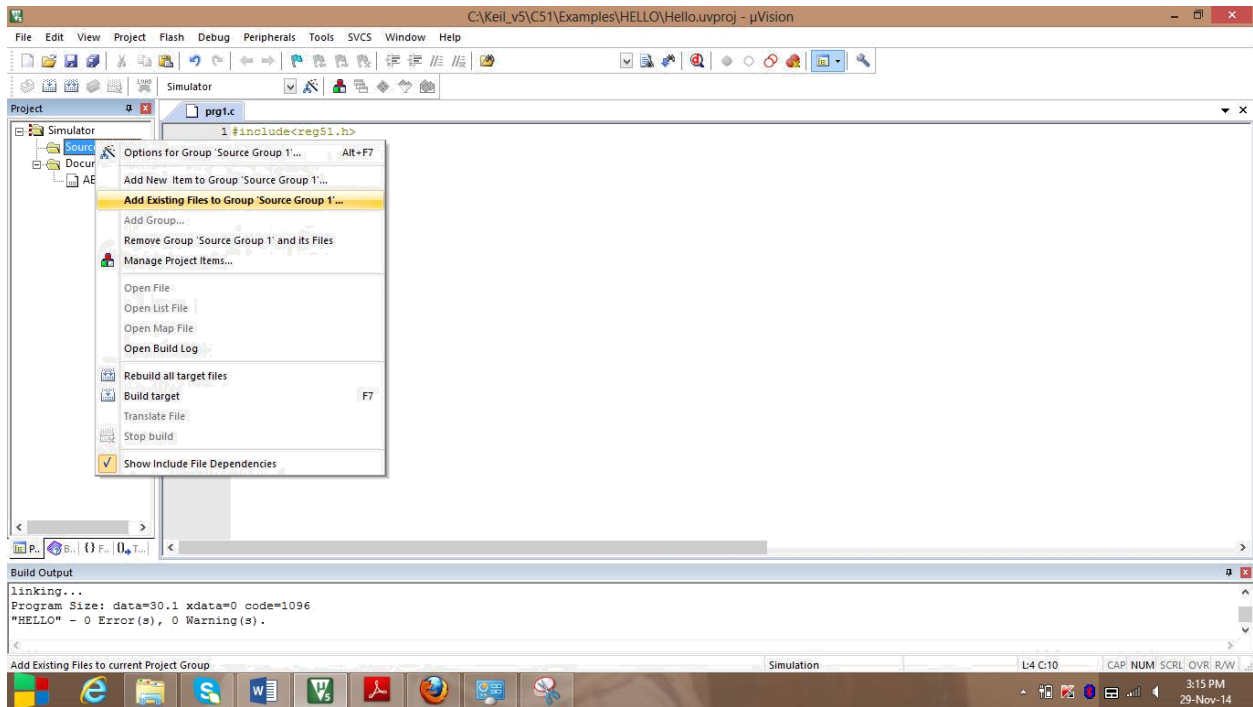 C:\Keil_v5\C51\Examples\HELLO\Hello.uvproj - µVision
File Edit View Project Flash Debug Peripherals Tools SVCS Window Help
Simulator
Project
prg1.c
Simulator
1 #include<reg51.h>
Sourc
Docur
AE
Options for Group 'Source Group 1'... Alt+F7
Add New Item to Group 'Source Group 1'...
Add Existing Files to Group 'Source Group 1'...
Add Group...
Remove Group 'Source Group 1' and its Files
Manage Project Items...
Open File
Open List File
Open Map File
Open Build Log
Rebuild all target files
Build target F7
Translate File
Stop build
Show Include File Dependencies
P... B... {} F... 0 T...
Build Output
linking...
Program Size: data=30.1 xdata=0 code=1096
"HELLO" - 0 Error(s), 0 Warning(s).
Add Existing Files to current Project Group Simulation L:4 C:10 CAP NUM SCRL OVR R/W
3:15 PM
29-Nov-14